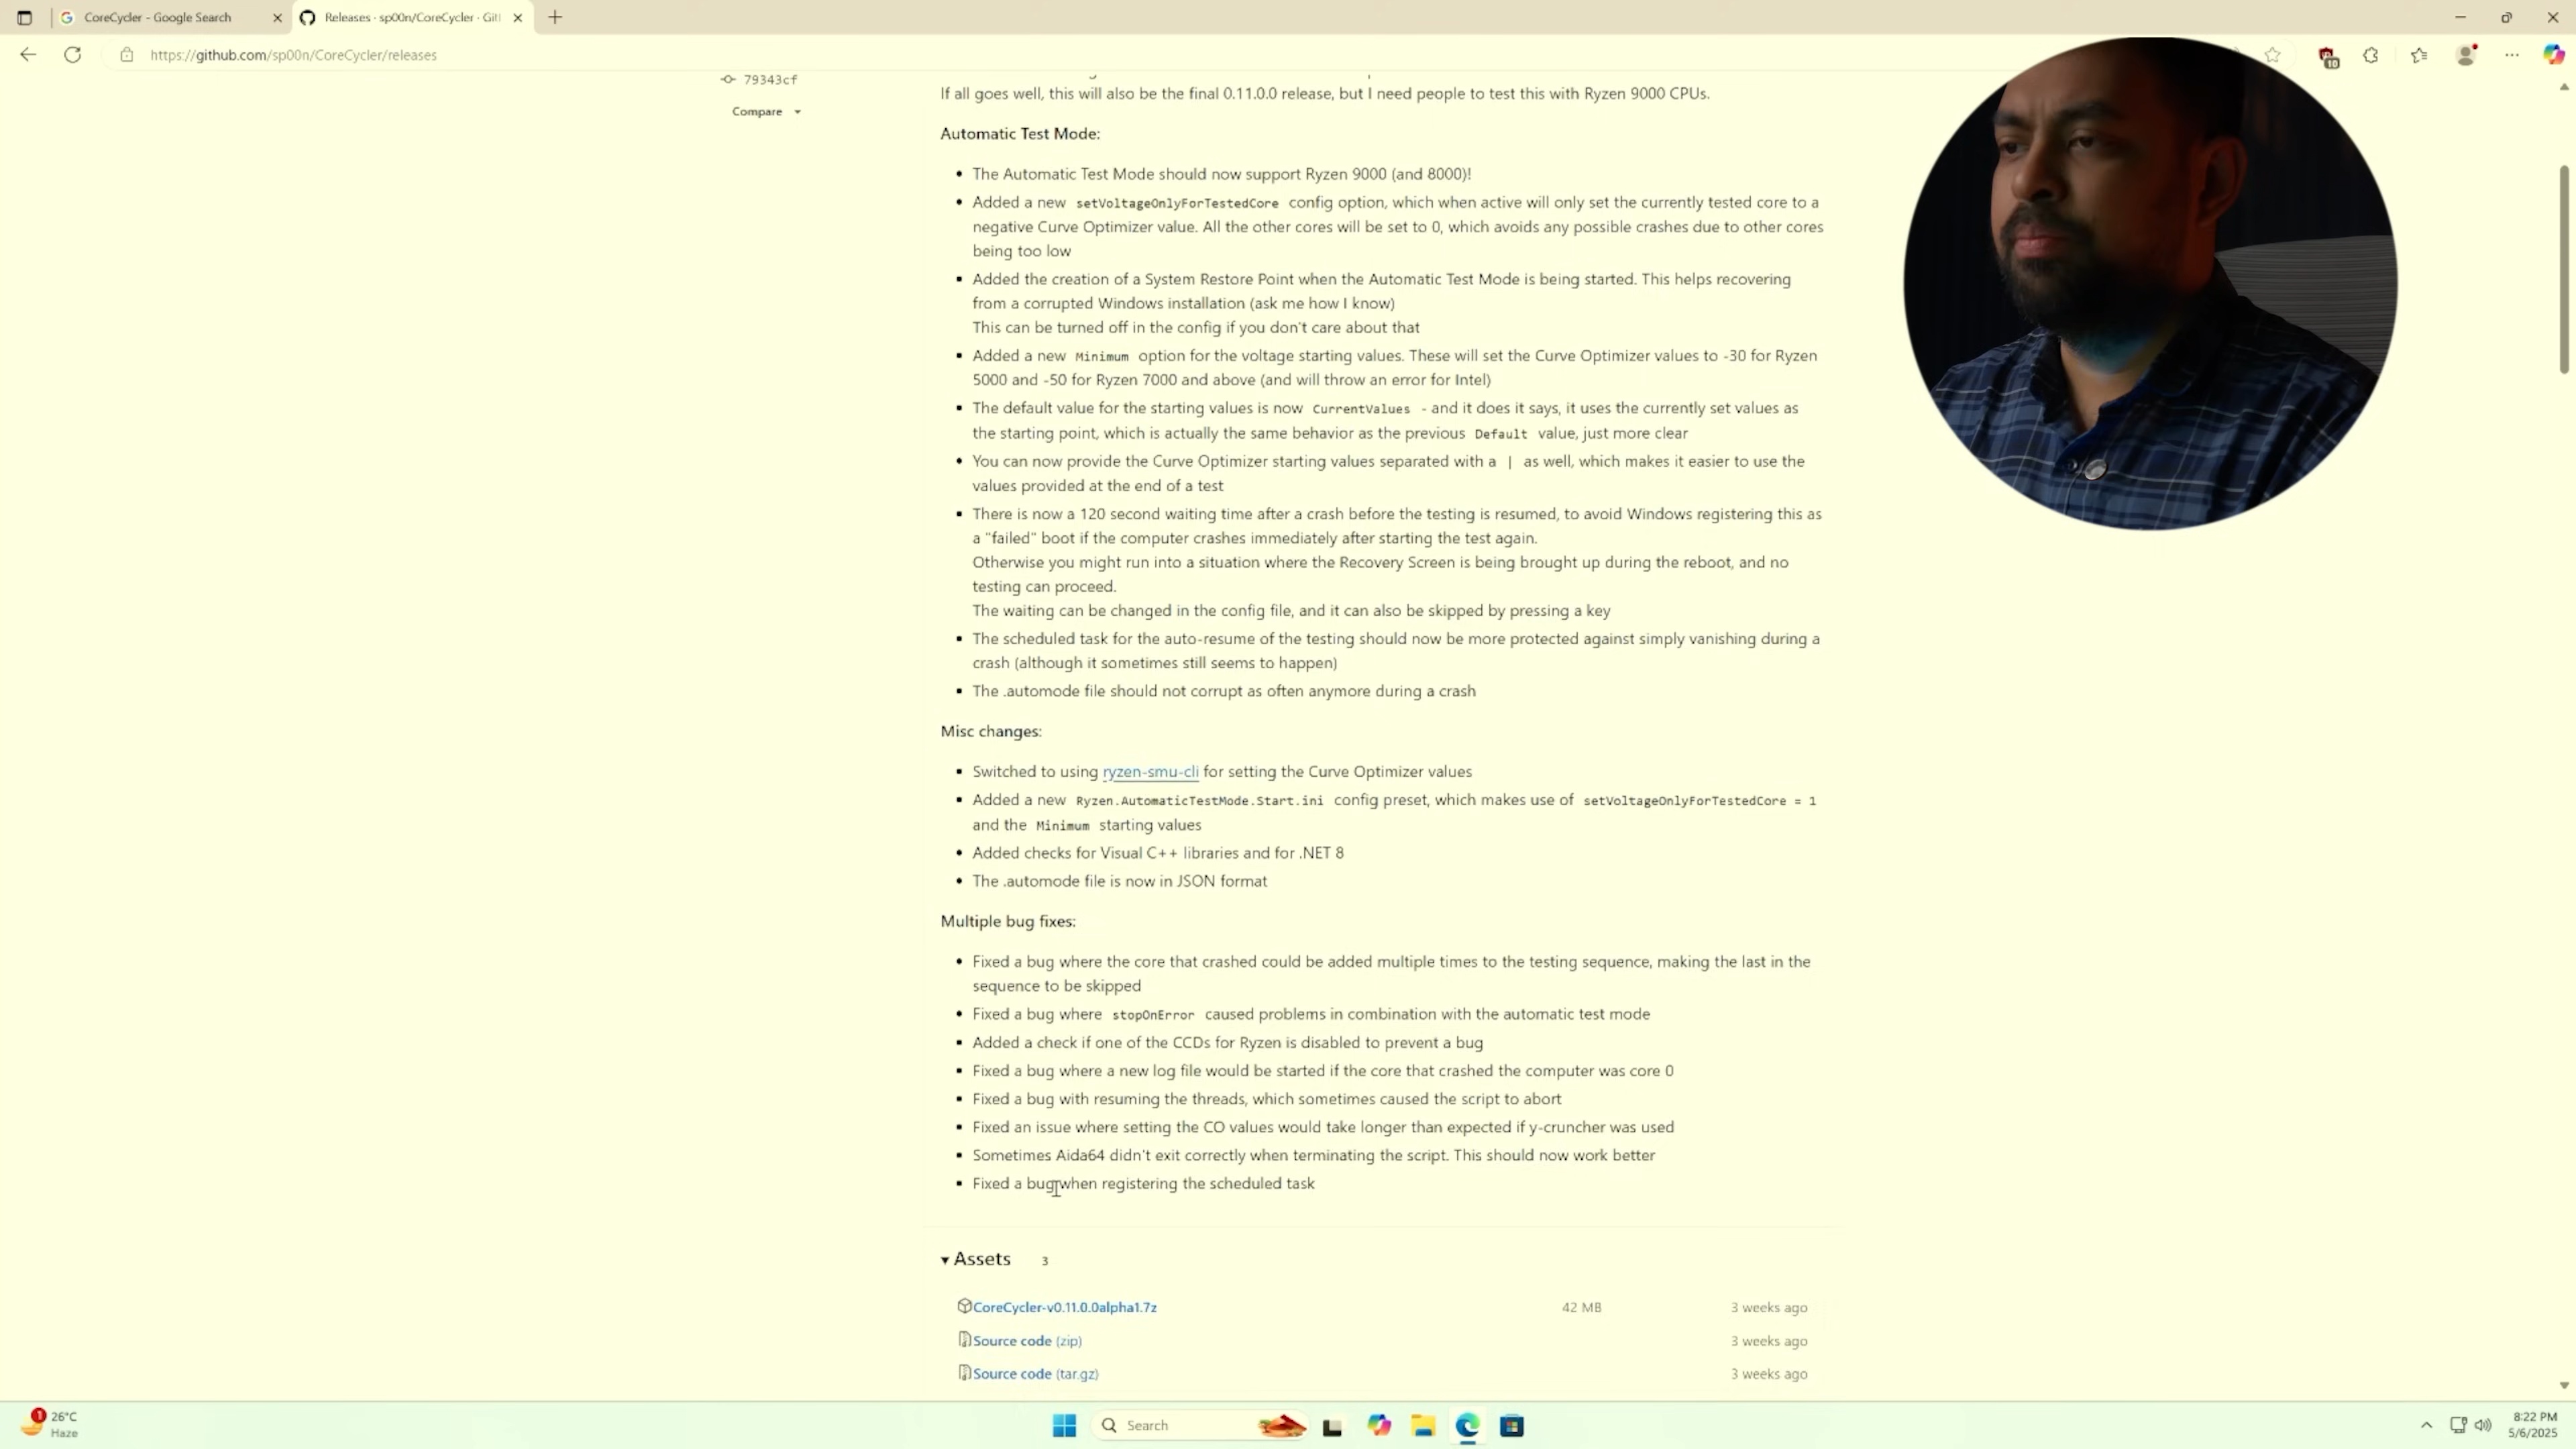 CoreCycler - Google Search
Releases · sp00n/CoreCycler · Git
https://github.com/sp00n/CoreCycler/releases
10
79343cf
Compare
If all goes well, this will also be the final 0.11.0.0 release, but I need people to test this with Ryzen 9000 CPUs.
Automatic Test Mode:
The Automatic Test Mode should now support Ryzen 9000 (and 8000)!
Added a new setVoltageOnlyForTestedCore config option, which when active will only set the currently tested core to a
negative Curve Optimizer value. All the other cores will be set to 0, which avoids any possible crashes due to other cores
being too low
Added the creation of a System Restore Point when the Automatic Test Mode is being started. This helps recovering
from a corrupted Windows installation (ask me how I know)
This can be turned off in the config if you don't care about that
Added a new Minimum option for the voltage starting values. These will set the Curve Optimizer values to -30 for Ryzen
5000 and -50 for Ryzen 7000 and above (and will throw an error for Intel)
The default value for the starting values is now CurrentValues - and it does it says, it uses the currently set values as
the starting point, which is actually the same behavior as the previous Default value, just more clear
You can now provide the Curve Optimizer starting values separated with a | as well, which makes it easier to use the
values provided at the end of a test
There is now a 120 second waiting time after a crash before the testing is resumed, to avoid Windows registering this as
a "failed" boot if the computer crashes immediately after starting the test again.
Otherwise you might run into a situation where the Recovery Screen is being brought up during the reboot, and no
testing can proceed.
The waiting can be changed in the config file, and it can also be skipped by pressing a key
The scheduled task for the auto-resume of the testing should now be more protected against simply vanishing during a
crash (although it sometimes still seems to happen)
The .automode file should not corrupt as often anymore during a crash
Misc changes:
Switched to using ryzen-smu-cli for setting the Curve Optimizer values
Added a new Ryzen.AutomaticTestMode.Start.ini config preset, which makes use of setVoltageOnlyForTestedCore = 1
and the Minimum starting values
Added checks for Visual C++ libraries and for .NET 8
The .automode file is now in JSON format
Multiple bug fixes:
Fixed a bug where the core that crashed could be added multiple times to the testing sequence, making the last in the
sequence to be skipped
Fixed a bug where stopOnError caused problems in combination with the automatic test mode
Added a check if one of the CCDs for Ryzen is disabled to prevent a bug
Fixed a bug where a new log file would be started if the core that crashed the computer was core 0
Fixed a bug with resuming the threads, which sometimes caused the script to abort
Fixed an issue where setting the CO values would take longer than expected if y-cruncher was used
Sometimes Aida64 didn't exit correctly when terminating the script. This should now work better
Fixed a bug when registering the scheduled task
Assets 3
CoreCycler-v0.11.0.0alpha1.7z 42 MB 3 weeks ago
Source code (zip) 3 weeks ago
Source code (tar.gz) 3 weeks ago
1
26°C
Haze
Search
8:22 PM
5/6/2025